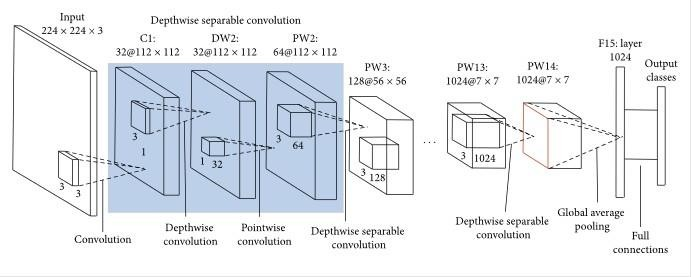 Depthwise separable convolution
Input
224 × 224 × 3
C1:
32@112 × 112
DW2:
32@112 × 112
PW2:
64@112 × 112
PW3:
128@56 × 56
PW13:
1024@7 × 7
PW14:
1024@7 × 7
F15: layer
1024
Output
classes
3
3
3
1
1
32
3
64
3
128
...
3
1024
Convolution
Depthwise
convolution
Pointwise
convolution
Depthwise separable
convolution
Depthwise separable
convolution
Global average
pooling
Full
connections